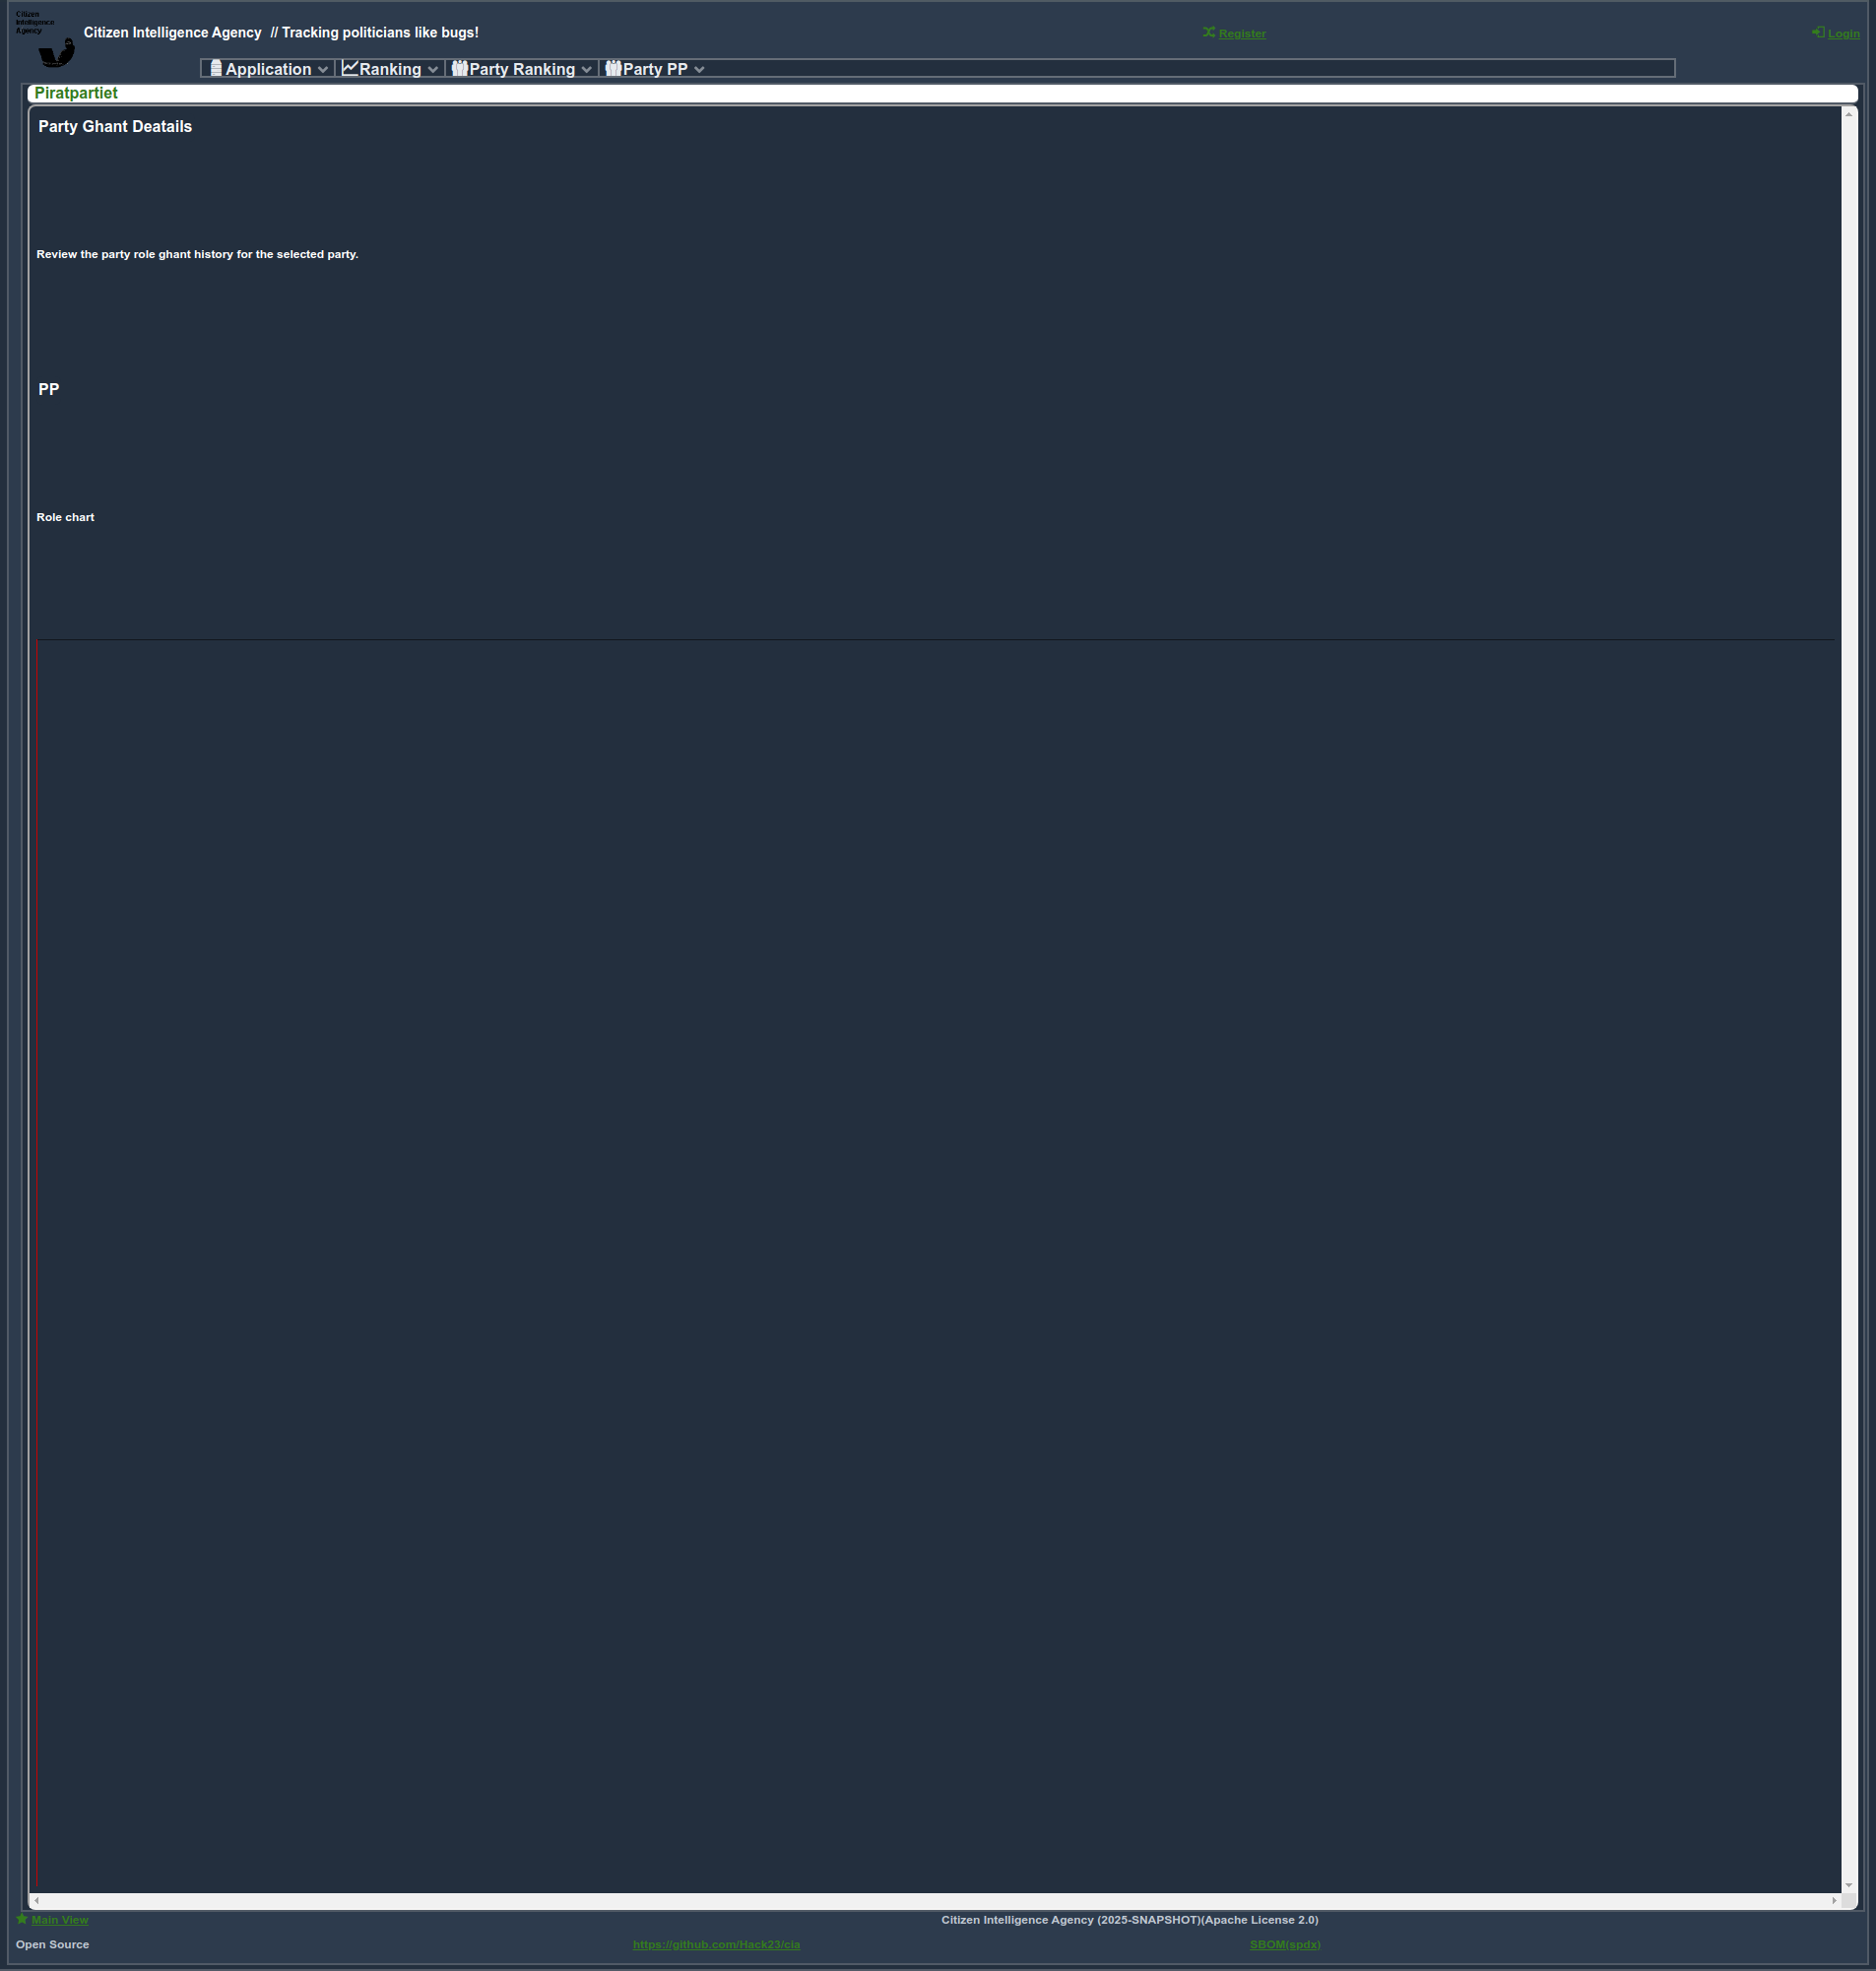 Citizen
Intelligence
Agency
Citizen Intelligence Agency // Tracking politicians like bugs!
Register
Login
Application
Ranking
Party Ranking
Party PP
Piratpartiet
Party Ghant Deatails
Review the party role ghant history for the selected party.
PP
Role chart
Main View
Citizen Intelligence Agency (2025-SNAPSHOT)(Apache License 2.0)
Open Source
https://github.com/Hack23/cia
SBOM(spdx)